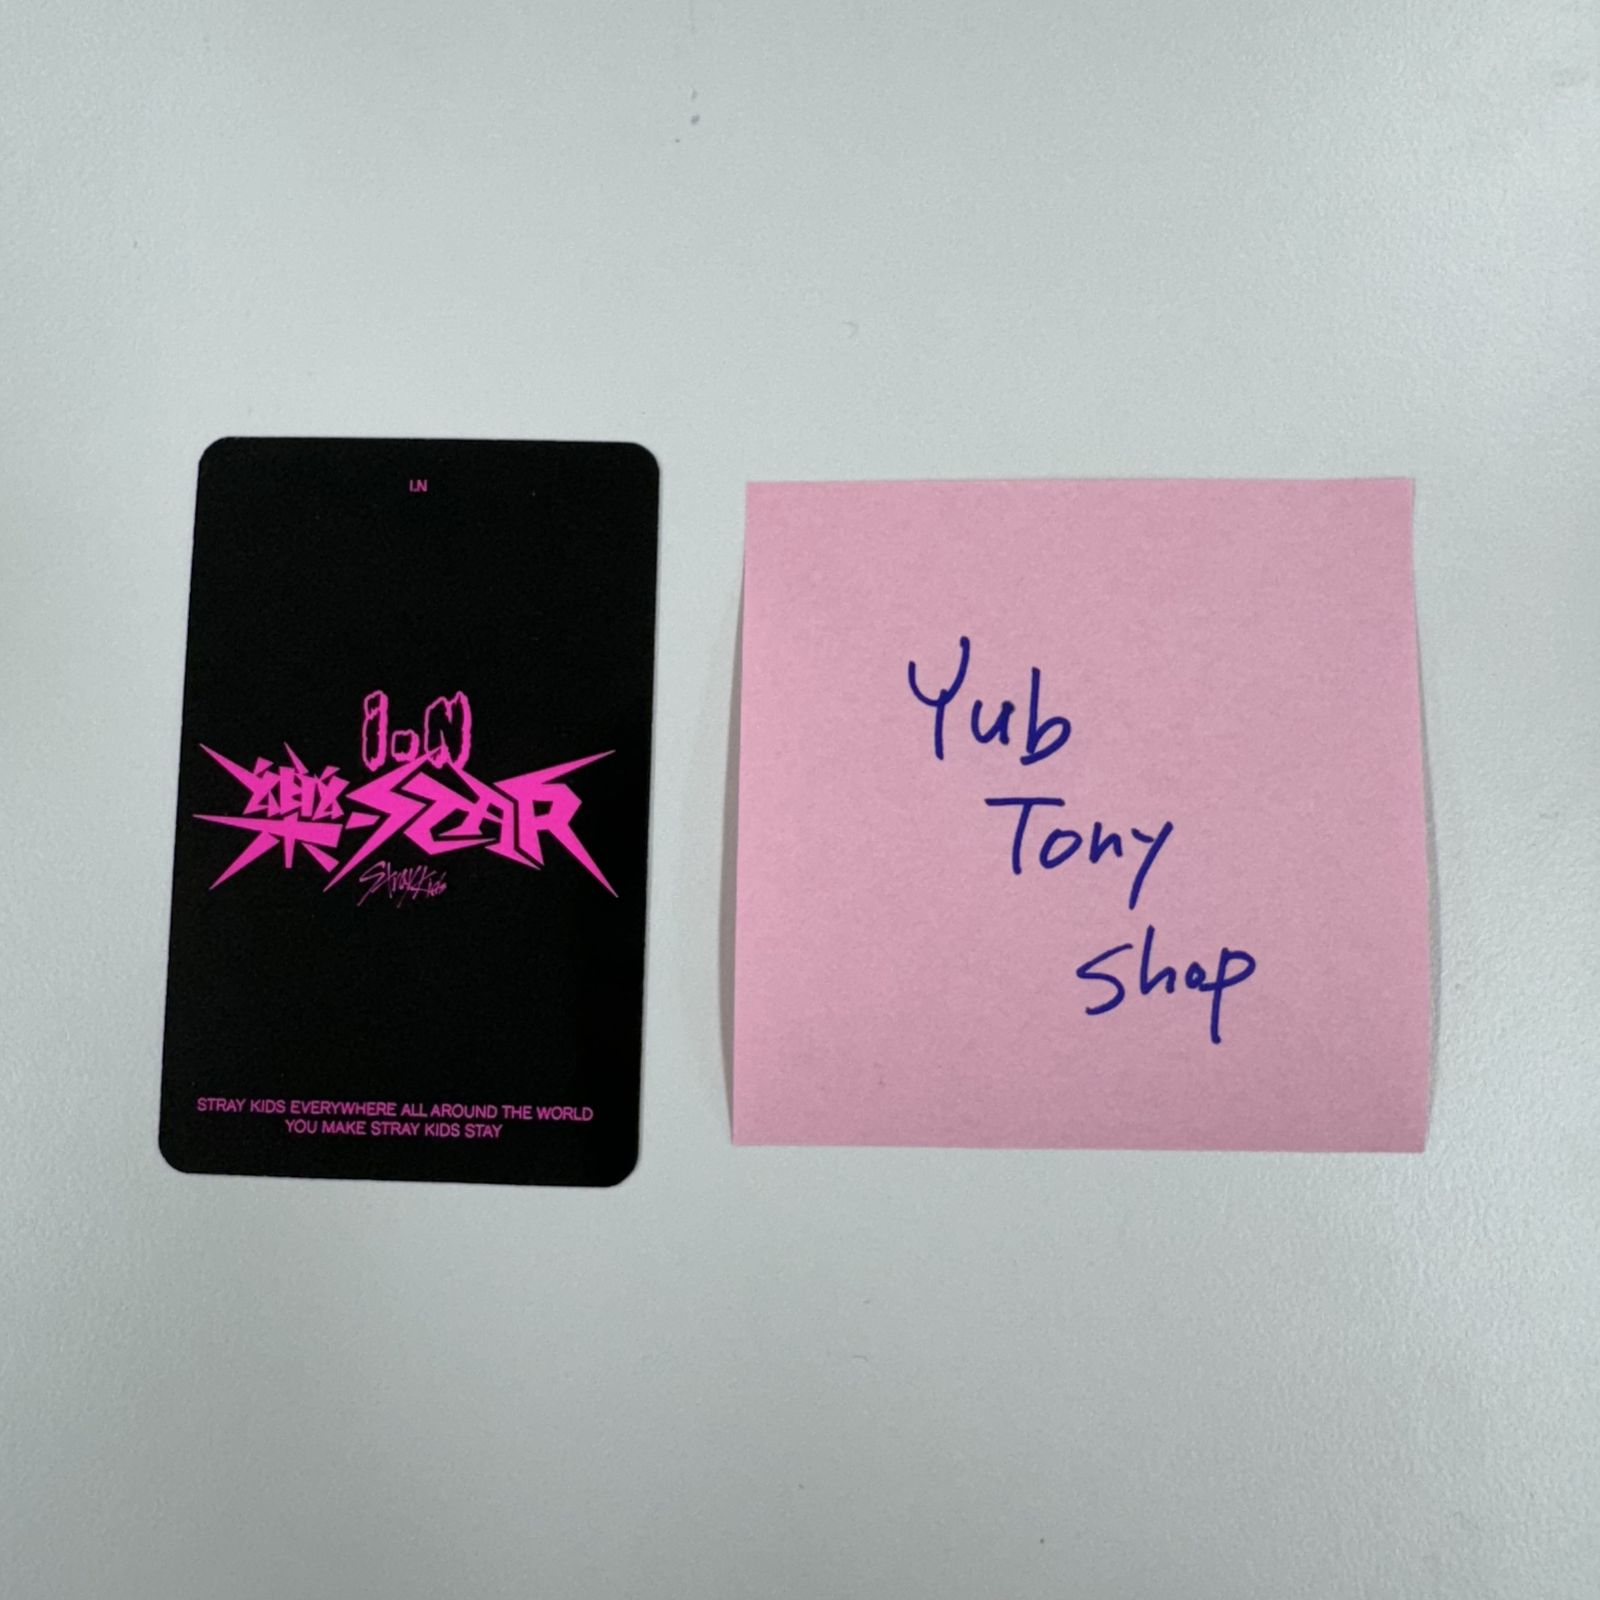 I.N
I.N
樂-STAR
Stray Kids
STRAY KIDS EVERYWHERE ALL AROUND THE WORLD
YOU MAKE STRAY KIDS STAY
Yub
Tony
Shop